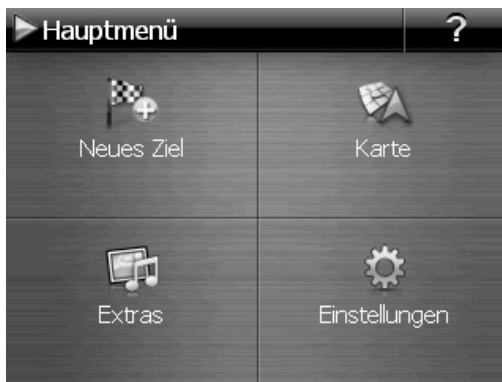 Hauptmenü
?
Neues Ziel
Karte
Extras
Einstellungen